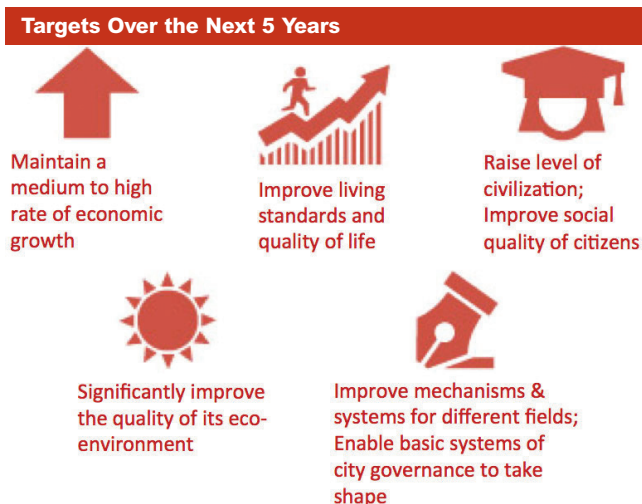 Targets Over the Next 5 Years
Maintain a
medium to high
rate of economic
growth
Improve living
standards and
quality of life
Raise level of
civilization;
Improve social
quality of citizens
Significantly improve
the quality of its eco-
environment
Improve mechanisms &
systems for different fields;
Enable basic systems of
city governance to take
shape